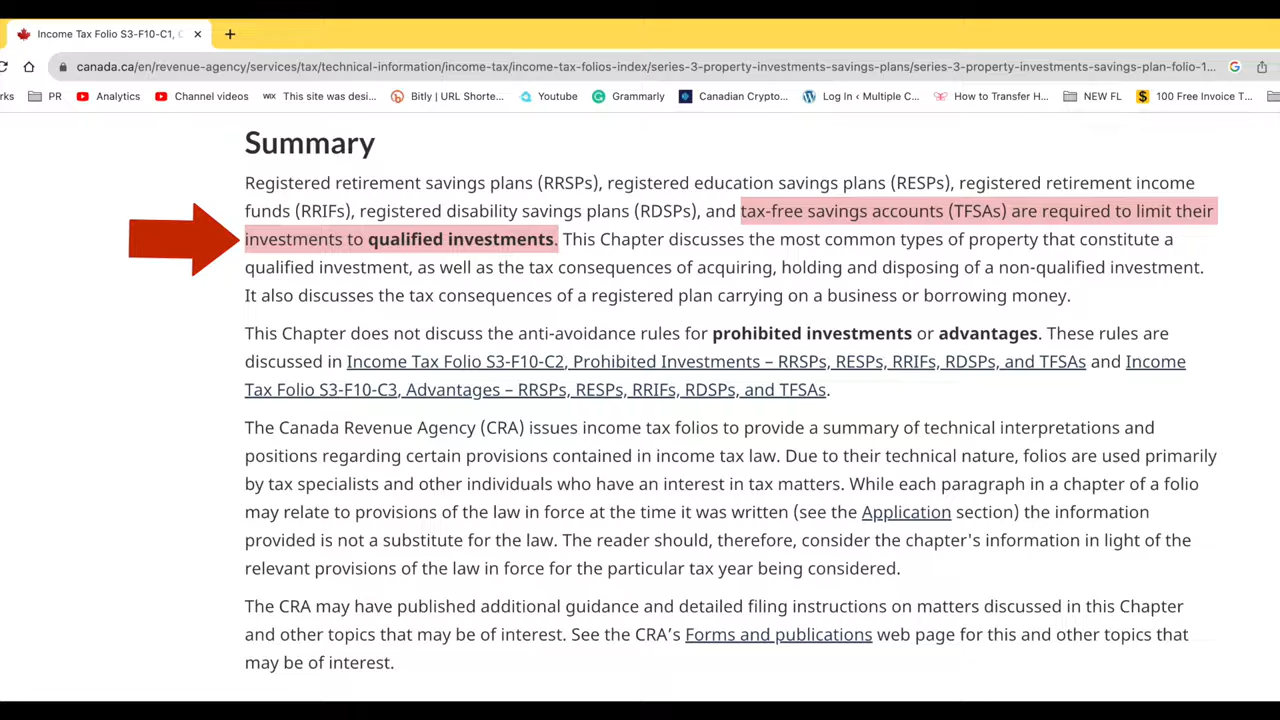 Income Tax Folio S3-F10-C1, C
canada.ca/en/revenue-agency/services/tax/technical-information/income-tax/income-tax-folios-index/series-3-property-investments-savings-plans/series-3-property-investments-savings-plan-folio-1...
rks PR Analytics Channel videos WIX This site was desi... Bitly | URL Shorte... Youtube Grammarly Canadian Crypto... Log In ‹ Multiple C... How to Transfer H... NEW FL $ 100 Free Invoice T...
Summary
Registered retirement savings plans (RRSPs), registered education savings plans (RESPs), registered retirement income
funds (RRIFs), registered disability savings plans (RDSPs), and tax-free savings accounts (TFSAs) are required to limit their
investments to qualified investments. This Chapter discusses the most common types of property that constitute a
qualified investment, as well as the tax consequences of acquiring, holding and disposing of a non-qualified investment.
It also discusses the tax consequences of a registered plan carrying on a business or borrowing money.
This Chapter does not discuss the anti-avoidance rules for prohibited investments or advantages. These rules are
discussed in Income Tax Folio S3-F10-C2, Prohibited Investments – RRSPs, RESPs, RRIFs, RDSPs, and TFSAs and Income
Tax Folio S3-F10-C3, Advantages – RRSPs, RESPs, RRIFs, RDSPs, and TFSAs.
The Canada Revenue Agency (CRA) issues income tax folios to provide a summary of technical interpretations and
positions regarding certain provisions contained in income tax law. Due to their technical nature, folios are used primarily
by tax specialists and other individuals who have an interest in tax matters. While each paragraph in a chapter of a folio
may relate to provisions of the law in force at the time it was written (see the Application section) the information
provided is not a substitute for the law. The reader should, therefore, consider the chapter's information in light of the
relevant provisions of the law in force for the particular tax year being considered.
The CRA may have published additional guidance and detailed filing instructions on matters discussed in this Chapter
and other topics that may be of interest. See the CRA’s Forms and publications web page for this and other topics that
may be of interest.